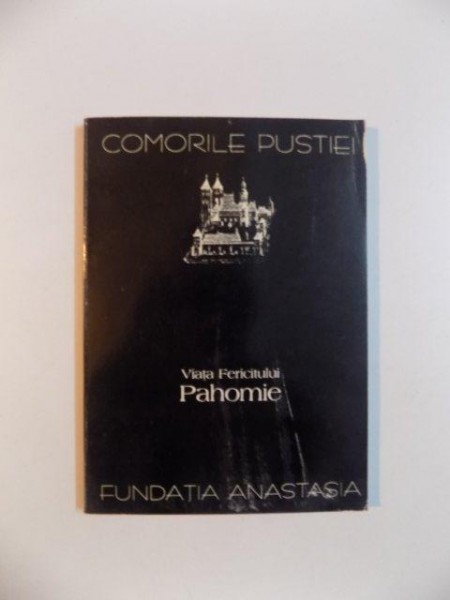 COMORILE PUSTIEI
Viața Fericitului
Pahomie
FUNDAȚIA ANASTASIA